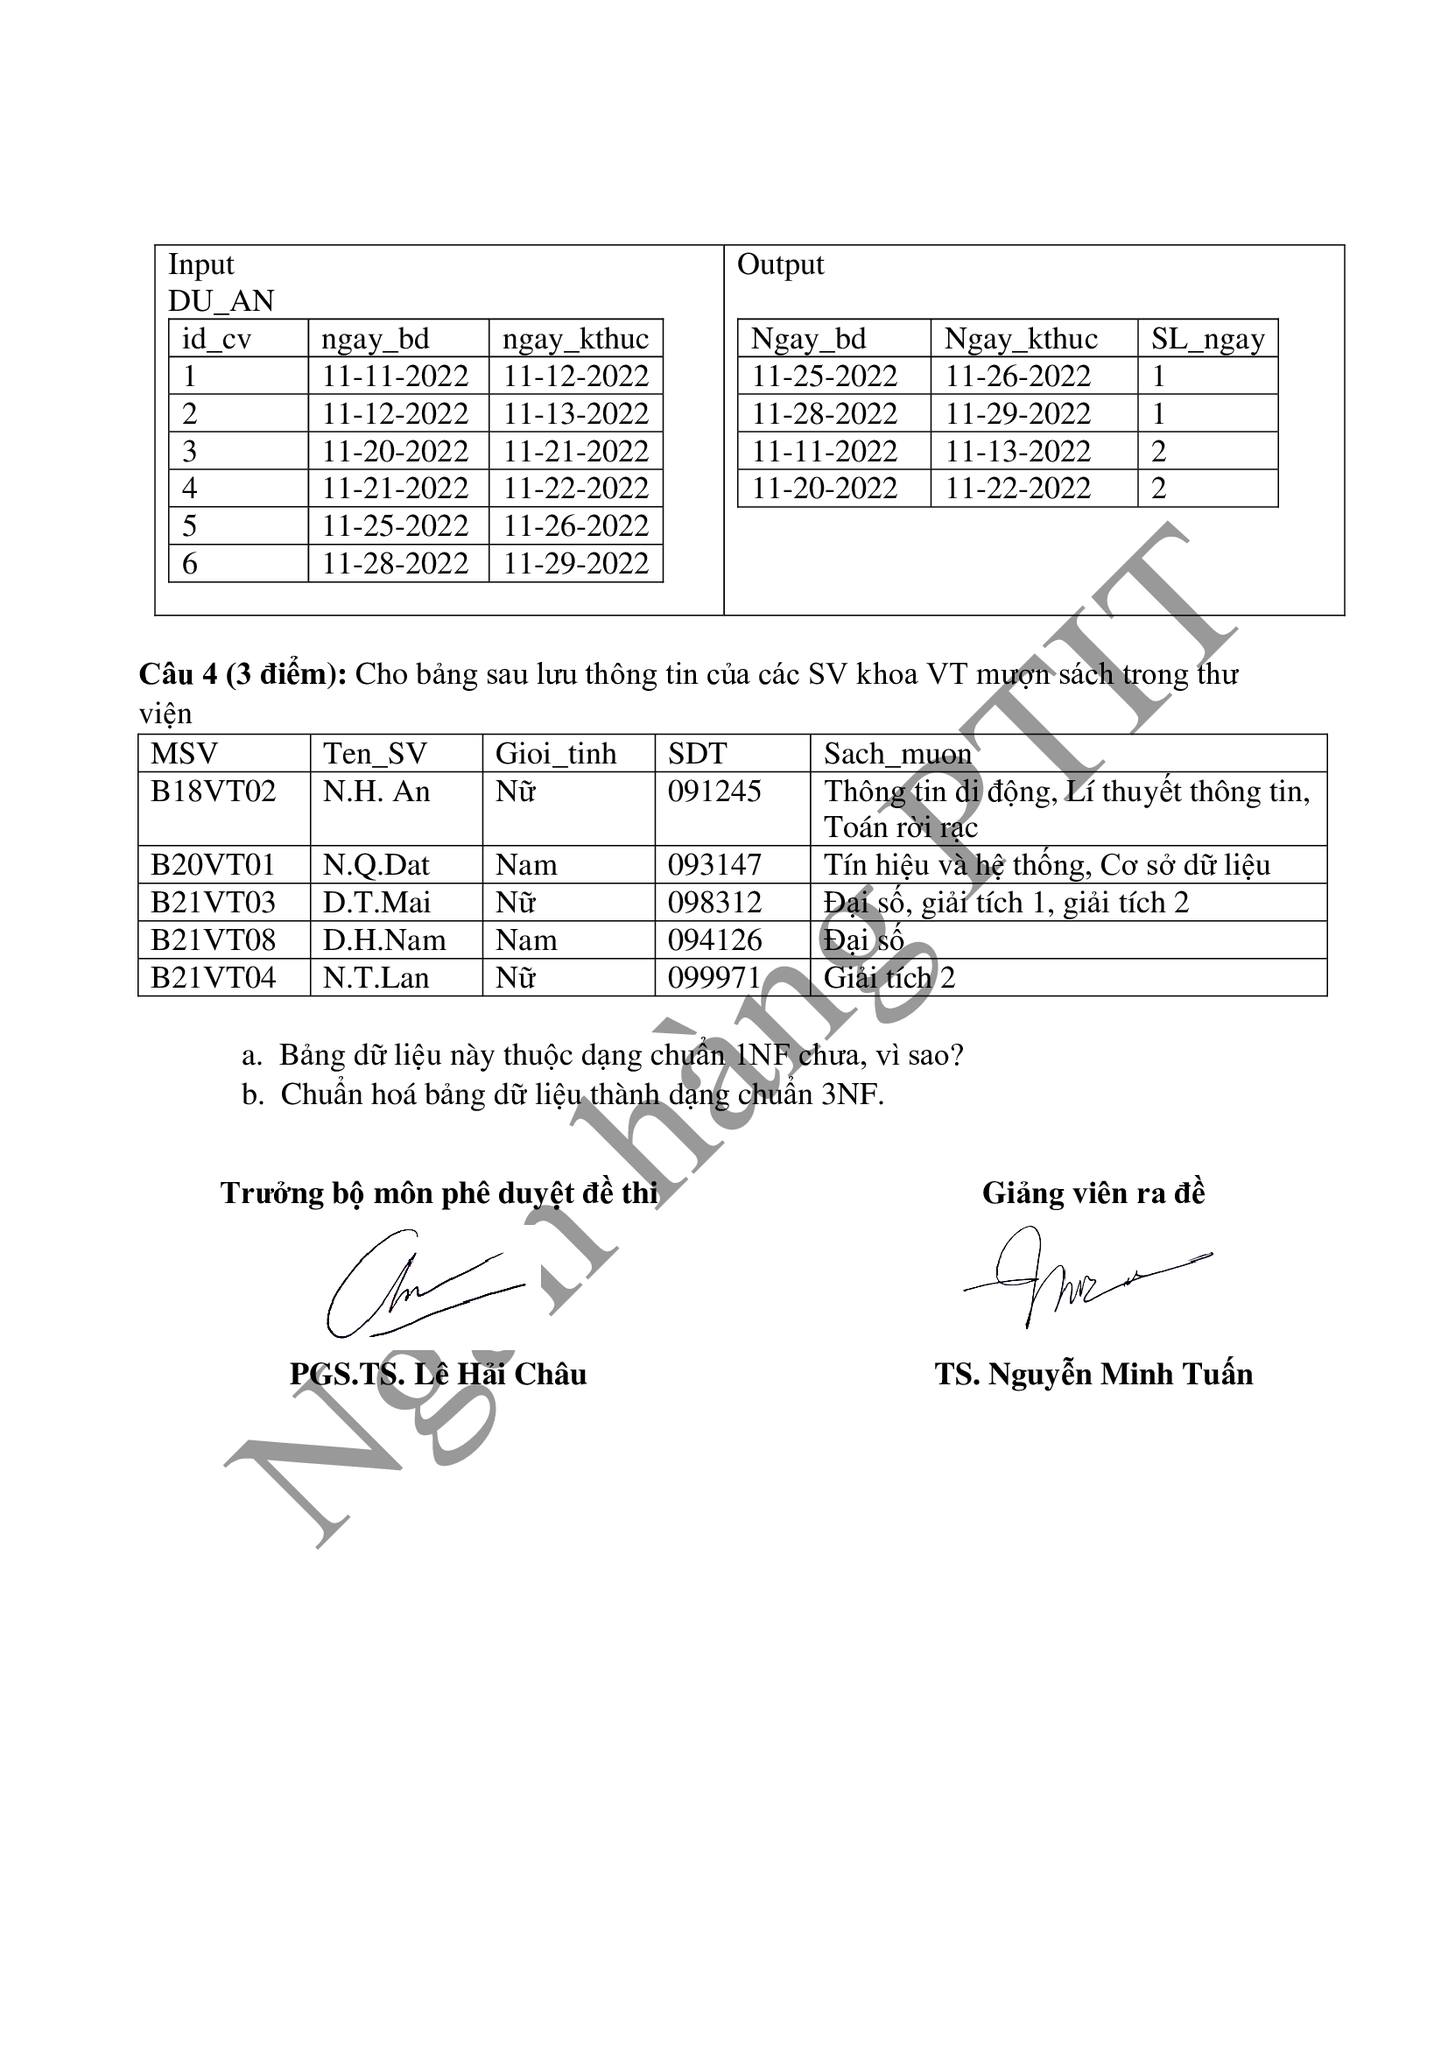 Input
DU_AN
id_cv ngay_bd ngay_kthuc
1 11-11-2022 11-12-2022
2 11-12-2022 11-13-2022
3 11-20-2022 11-21-2022
4 11-21-2022 11-22-2022
5 11-25-2022 11-26-2022
6 11-28-2022 11-29-2022
Output
Ngay_bd Ngay_kthuc SL_ngay
11-25-2022 11-26-2022 1
11-28-2022 11-29-2022 1
11-11-2022 11-13-2022 2
11-20-2022 11-22-2022 2
Câu 4 (3 điểm): Cho bảng sau lưu thông tin của các SV khoa VT mượn sách trong thư
viện
MSV Ten_SV Gioi_tinh SDT Sach_muon
B18VT02 N.H. An Nữ 091245 Thông tin di động, Lí thuyết thông tin,
Toán rời rạc
B20VT01 N.Q.Dat Nam 093147 Tín hiệu và hệ thống, Cơ sở dữ liệu
B21VT03 D.T.Mai Nữ 098312 Đại số, giải tích 1, giải tích 2
B21VT08 D.H.Nam Nam 094126 Đại số
B21VT04 N.T.Lan Nữ 099971 Giải tích 2
a. Bảng dữ liệu này thuộc dạng chuẩn 1NF chưa, vì sao?
b. Chuẩn hoá bảng dữ liệu thành dạng chuẩn 3NF.
Trưởng bộ môn phê duyệt đề thi Giảng viên ra đề
PGS.TS. Lê Hải Châu TS. Nguyễn Minh Tuấn
hàng PTIT